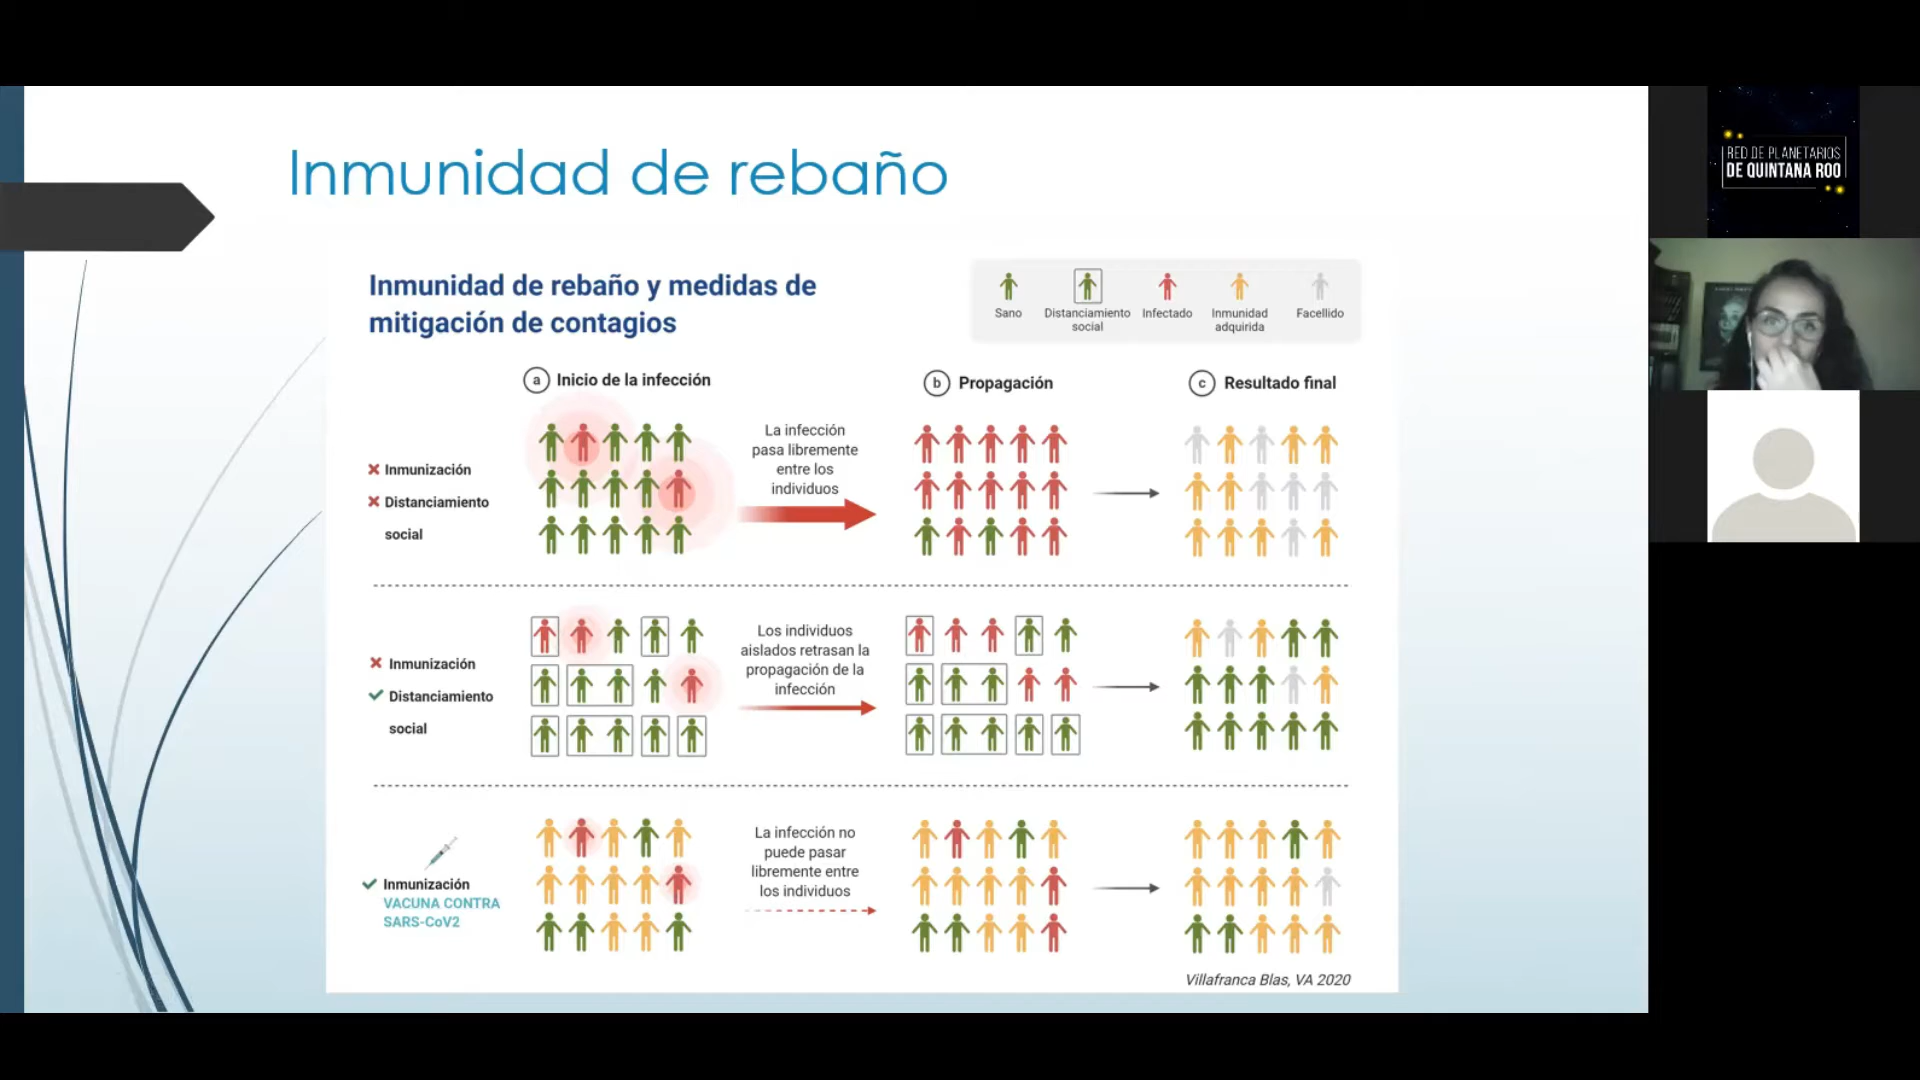 Inmunidad de rebaño
Inmunidad de rebaño y medidas de
mitigación de contagios
Sano
Distanciamiento
social
Infectado
Inmunidad
adquirida
Facellido
a Inicio de la infección
b Propagación
c Resultado final
Inmunización
Distanciamiento
social
La infección
pasa libremente
entre los
individuos
Inmunización
Distanciamiento
social
Los individuos
aislados retrasan la
propagación de la
infección
Inmunización
VACUNA CONTRA
SARS-CoV2
La infección no
puede pasar
libremente entre
los individuos
Villafranca Blas, VA 2020
RED DE PLANETARIOS
DE QUINTANA ROO